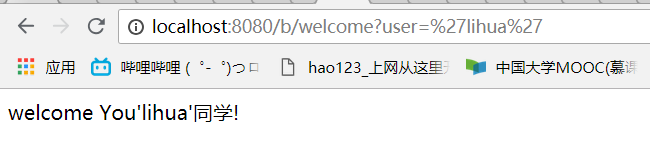 localhost:8080/b/welcome?user=%27lihua%27
应用 哔哩哔哩 ( ゜- ゜)つロ hao123_上网从这里 中国大学MOOC(慕课
welcome You'lihua'同学!